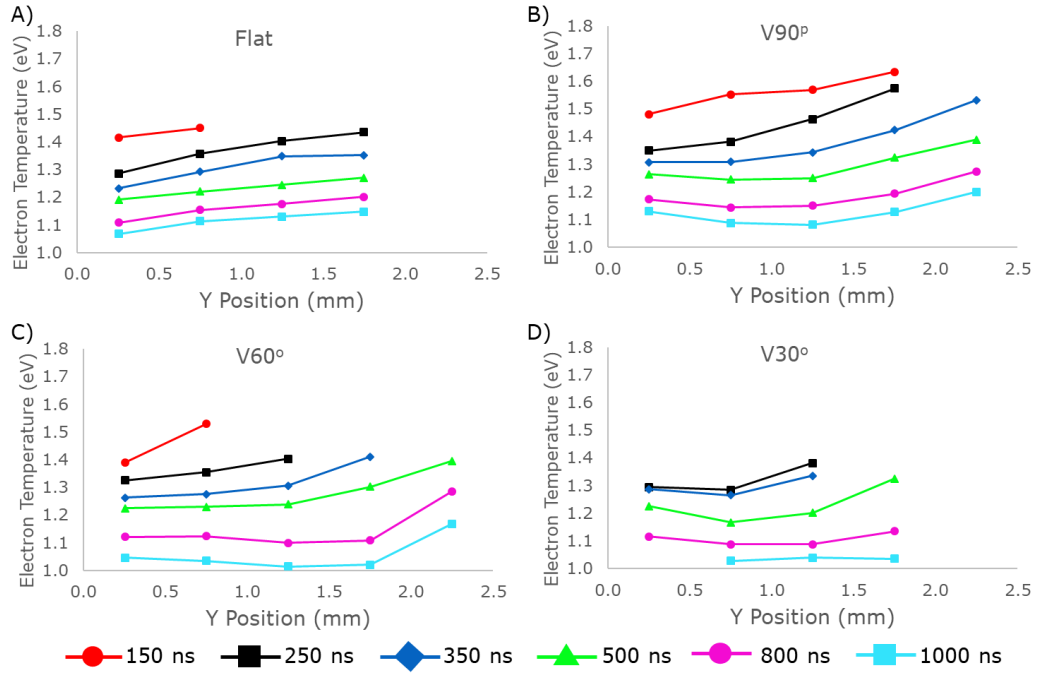 A)
Flat
Electron Temperature (eV)
1.8
1.7
1.6
1.5
1.4
1.3
1.2
1.1
1.0
0.0 0.5 1.0 1.5 2.0 2.5
Y Position (mm)
B)
V90ᵖ
Electron Temperature (eV)
1.8
1.7
1.6
1.5
1.4
1.3
1.2
1.1
1.0
0.0 0.5 1.0 1.5 2.0 2.5
Y Position (mm)
C)
V60º
Electron Temperature (eV)
1.8
1.7
1.6
1.5
1.4
1.3
1.2
1.1
1.0
0.0 0.5 1.0 1.5 2.0 2.5
Y Position (mm)
D)
V30º
Electron Temperature (eV)
1.8
1.7
1.6
1.5
1.4
1.3
1.2
1.1
1.0
0.0 0.5 1.0 1.5 2.0 2.5
Y Position (mm)
150 ns 250 ns 350 ns 500 ns 800 ns 1000 ns